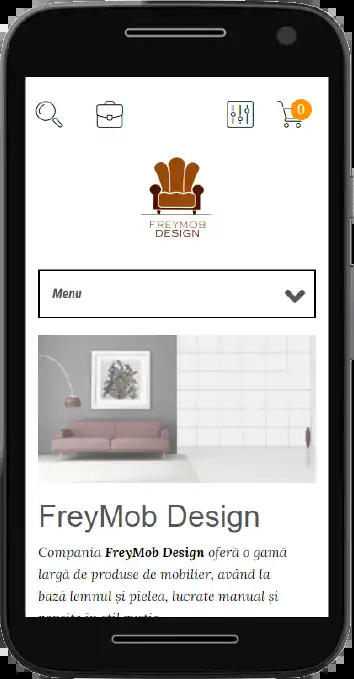 0
FREYMOB
DESIGN
Menu
FreyMob Design
Compania FreyMob Design oferă o gamă
largă de produse de mobilier, având la
bază lemnul și pielea, lucrate manual și